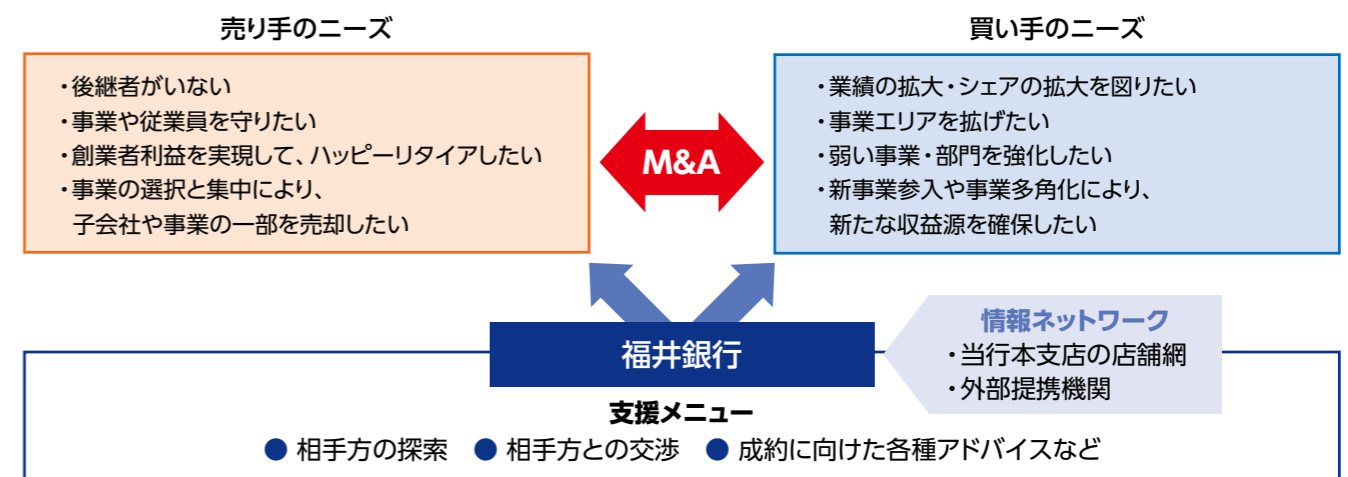 売り手のニーズ
・後継者がいない
・事業や従業員を守りたい
・創業者利益を実現して、ハッピーリタイアしたい
・事業の選択と集中により、
子会社や事業の一部を売却したい
M&A
買い手のニーズ
・業績の拡大・シェアの拡大を図りたい
・事業エリアを拡げたい
・弱い事業・部門を強化したい
・新事業参入や事業多角化により、
新たな収益源を確保したい
福井銀行
情報ネットワーク
・当行本支店の店舗網
・外部提携機関
支援メニュー
● 相手方の探索 ● 相手方との交渉 ● 成約に向けた各種アドバイスなど